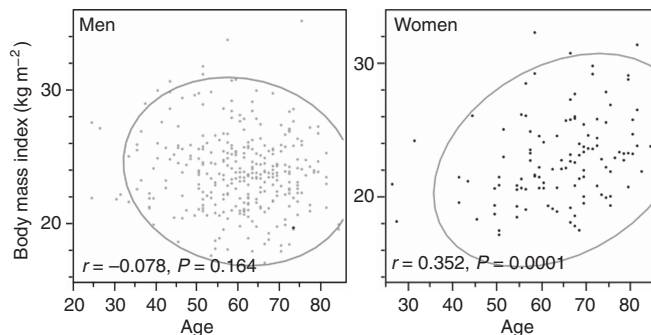 Men
Women
Body mass index (kg m–2)
30
20
r = –0.078, P = 0.164
20 30 40 50 60 70 80
Age
30
20
r = 0.352, P = 0.0001
30 40 50 60 70 80
Age